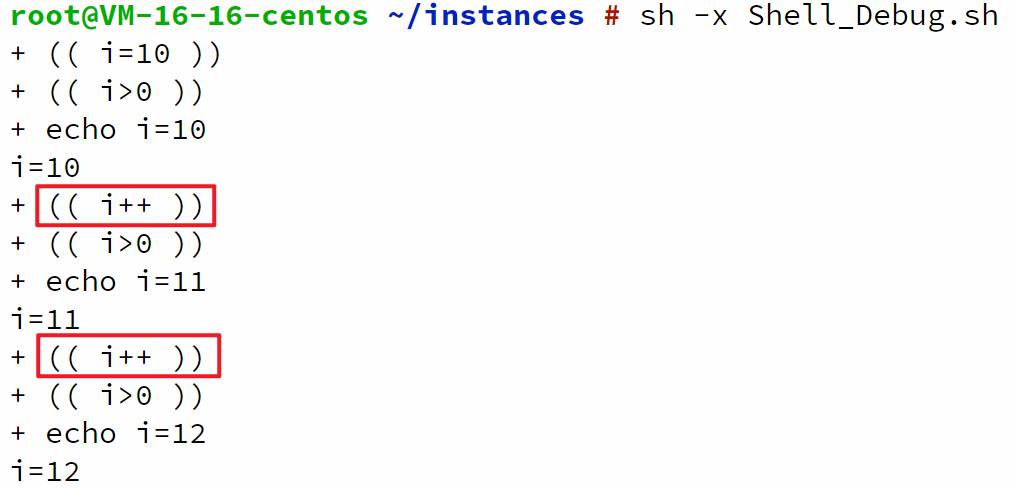 root@VM-16-16-centos ~/instances # sh -x Shell_Debug.sh
+ (( i=10 ))
+ (( i>0 ))
+ echo i=10
i=10
+ (( i++ ))
+ (( i>0 ))
+ echo i=11
i=11
+ (( i++ ))
+ (( i>0 ))
+ echo i=12
i=12